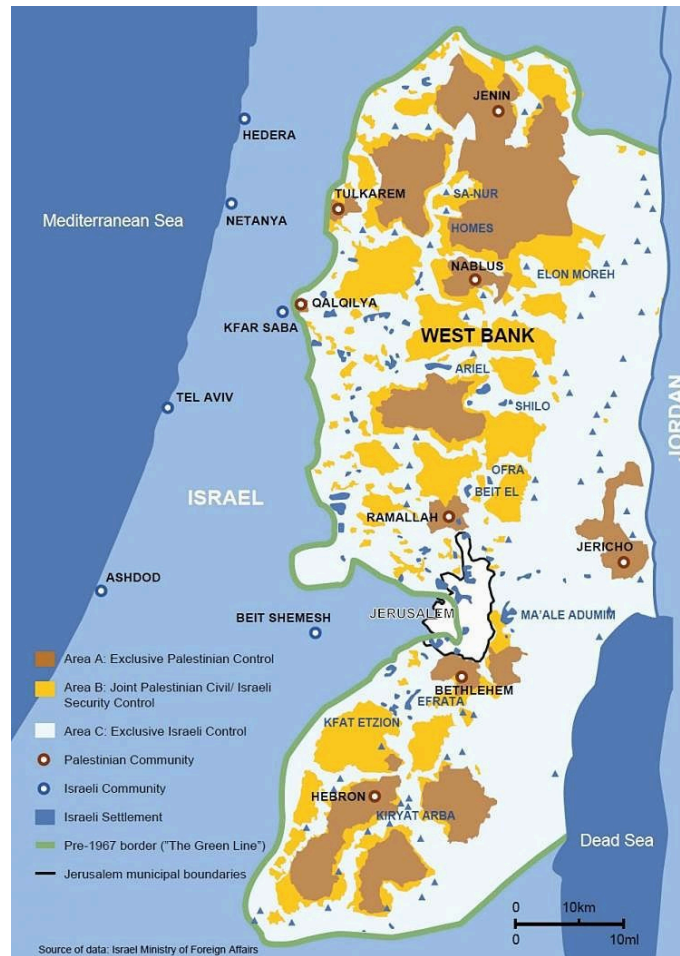 JENIN
HEDERA
TULKAREM
SA-NUR
NETANYA
Mediterranean Sea
HOMES
NABLUS
ELON MOREH
QALQILYA
KFAR SABA
WEST BANK
ARIEL
TEL AVIV
SHILO
JORDAN
OFRA
ISRAEL
BEIT EL
RAMALLAH
JERICHO
ASHDOD
JERUSALEM
BEIT SHEMESH
MA'ALE ADUMIM
Area A: Exclusive Palestinian Control
Area B: Joint Palestinian Civil/ Israeli
Security Control
Area C: Exclusive Israeli Control
Palestinian Community
Israeli Community
Israeli Settlement
Pre-1967 border ("The Green Line")
Jerusalem municipal boundaries
BETHLEHEM
EFRATA
KFAT ETZION
HEBRON
KIRYAT ARBA
Dead Sea
0 10km
0 10ml
Source of data: Israel Ministry of Foreign Affairs